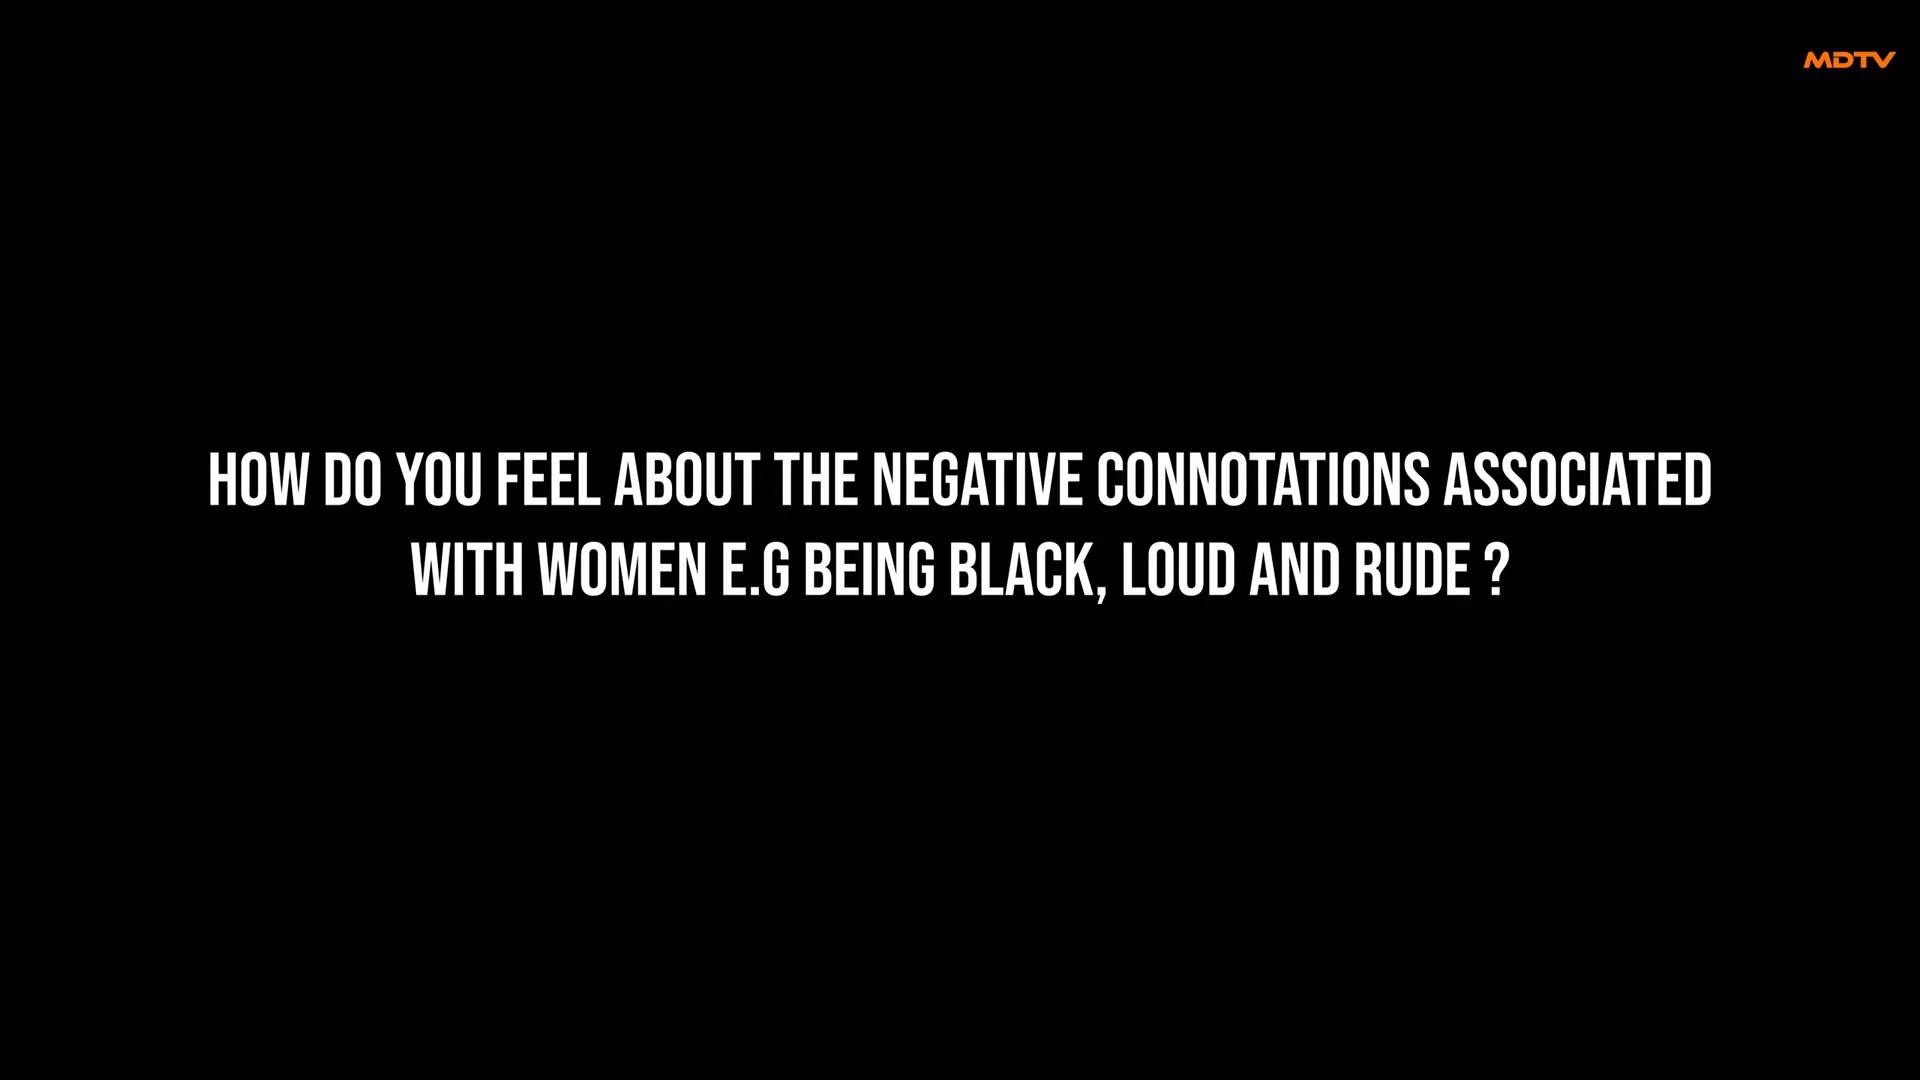 MDTV
HOW DO YOU FEEL ABOUT THE NEGATIVE CONNOTATIONS ASSOCIATED
WITH WOMEN E.G BEING BLACK, LOUD AND RUDE ?